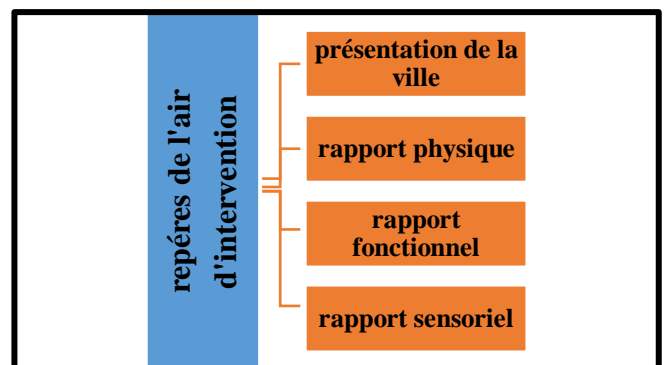 repéres de l'air
d'intervention
présentation de la
ville
rapport physique
rapport
fonctionnel
rapport sensoriel